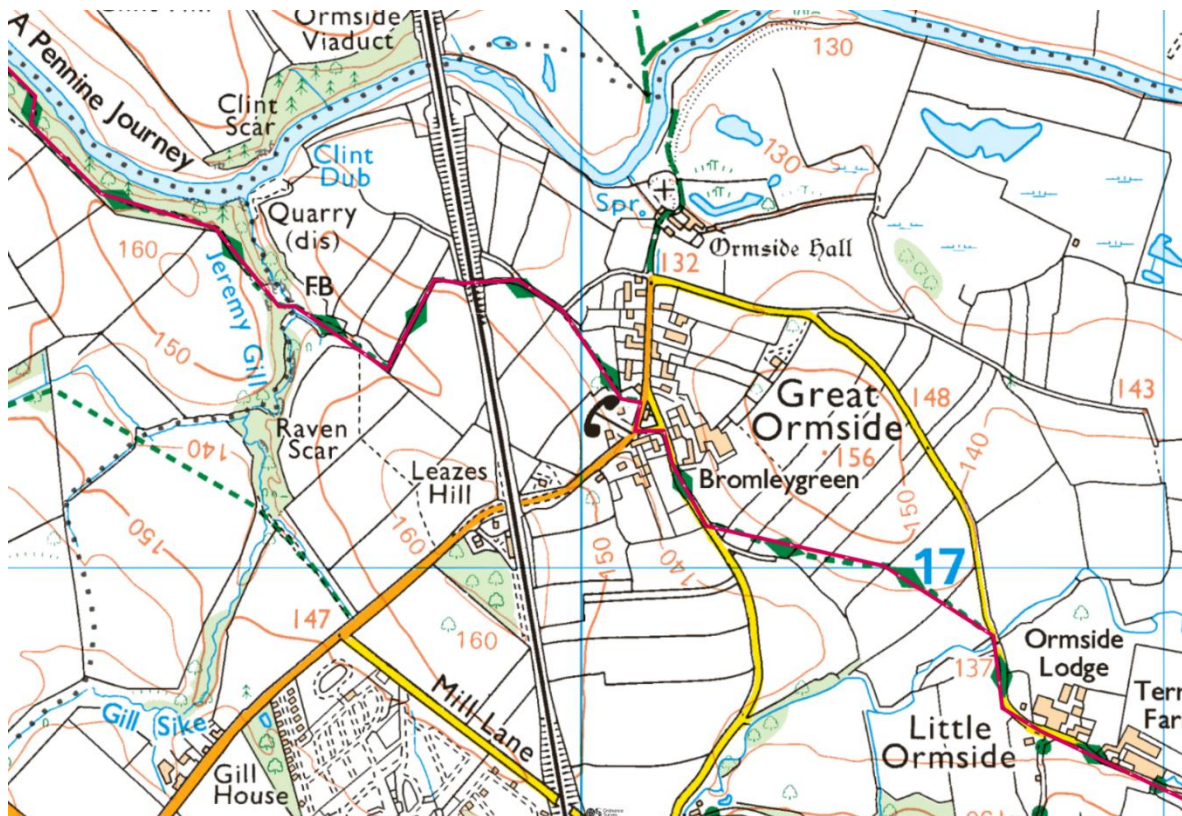 Ormside
Viaduct
130
A Pennine Journey
Clint
Scar
Clint
Dub
130
Spr.
Quarry
(dis)
160
Ormside Hall
132
FB
Jeremy Gill
150
143
148
Great
Ormside
Raven
Scar
140
140
156
Leazes
Hill
Bromleygreen
150
160
150
150
140
17
147
160
Ormside
Lodge
137
Mill Lane
Gill Sike
Little
Ormside
Gill
House